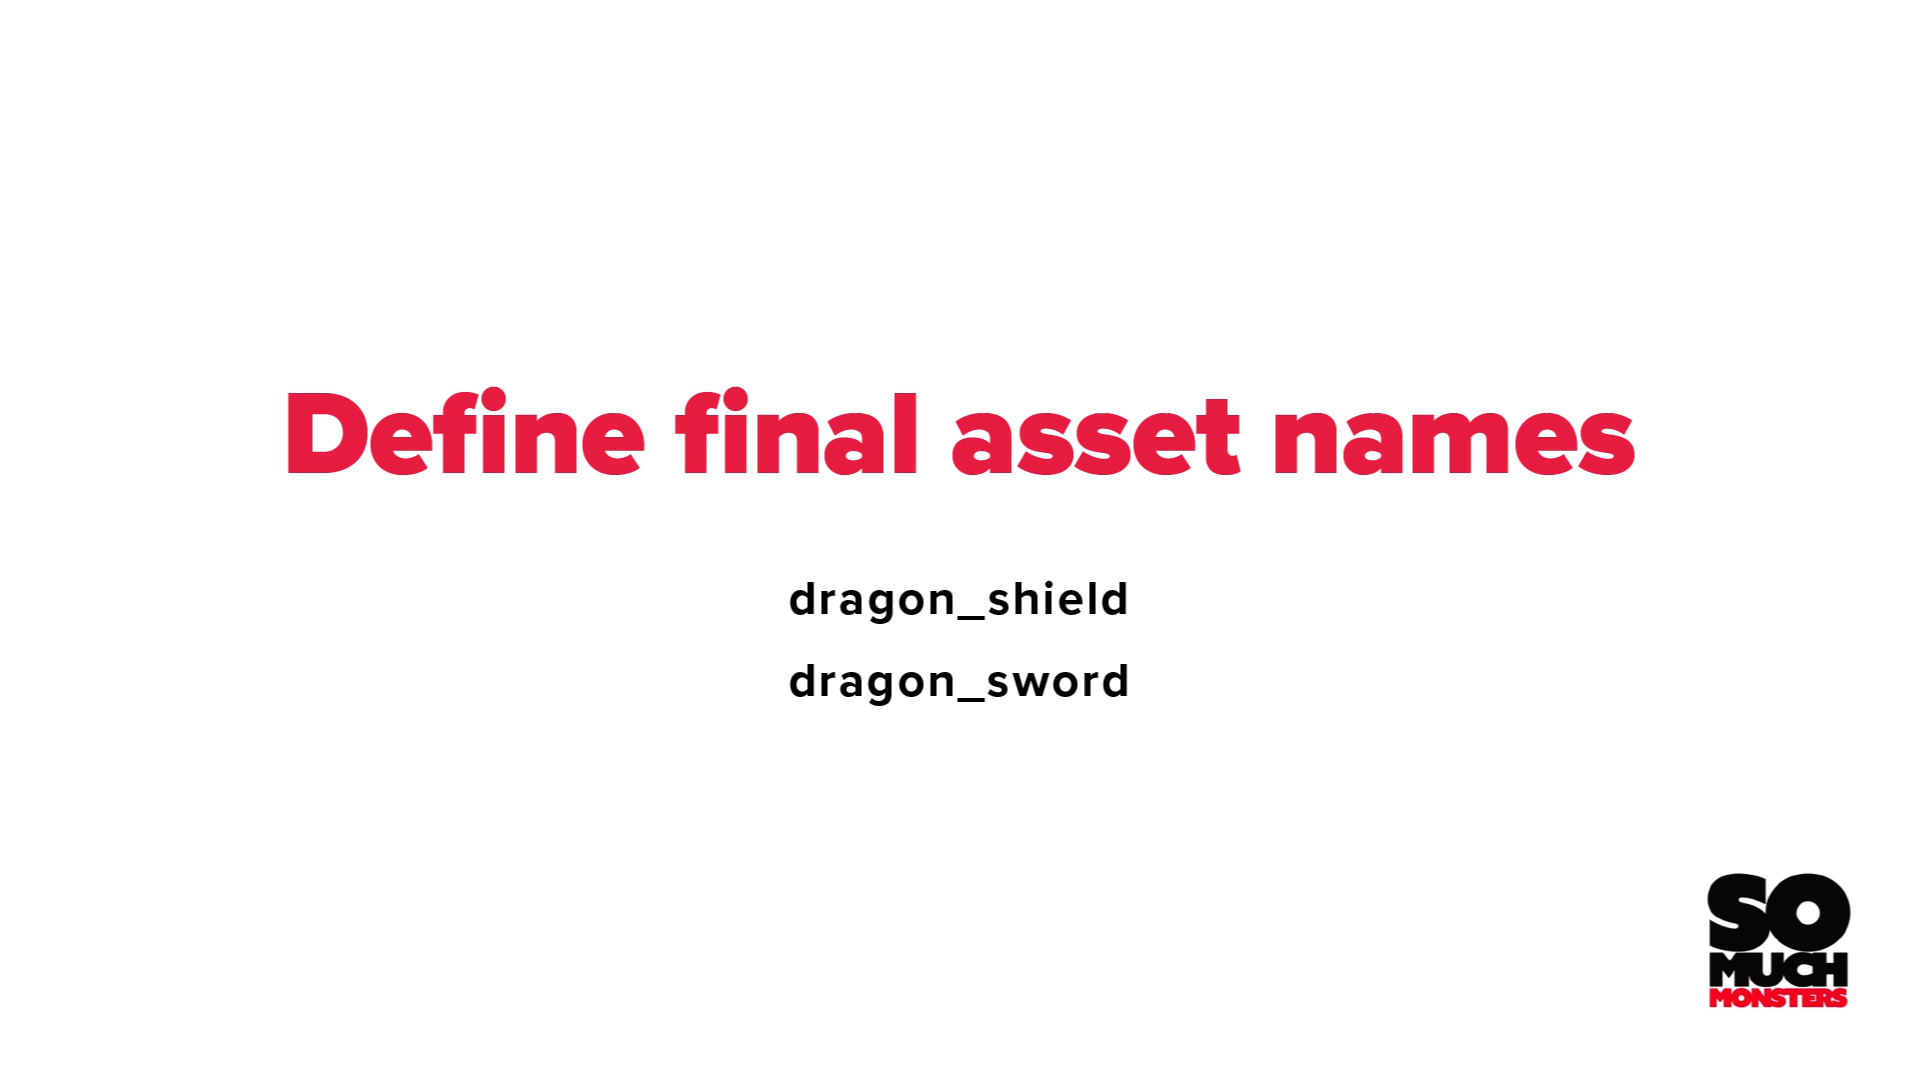 Define final asset names
dragon_shield
dragon_sword
SO
MUCH
MONSTERS